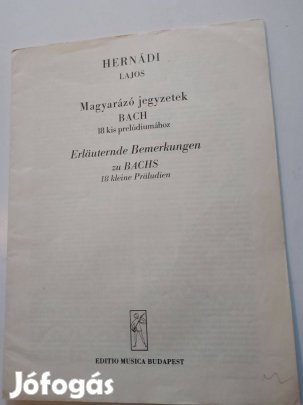 HERNÁDI
LAJOS
Magyarázó jegyzetek
BACH
18 kis prelúdiumához
Erläuternde Bemerkungen
zu BACHS
18 kleine Präludien
EDITIO MUSICA BUDAPEST
Jófogás